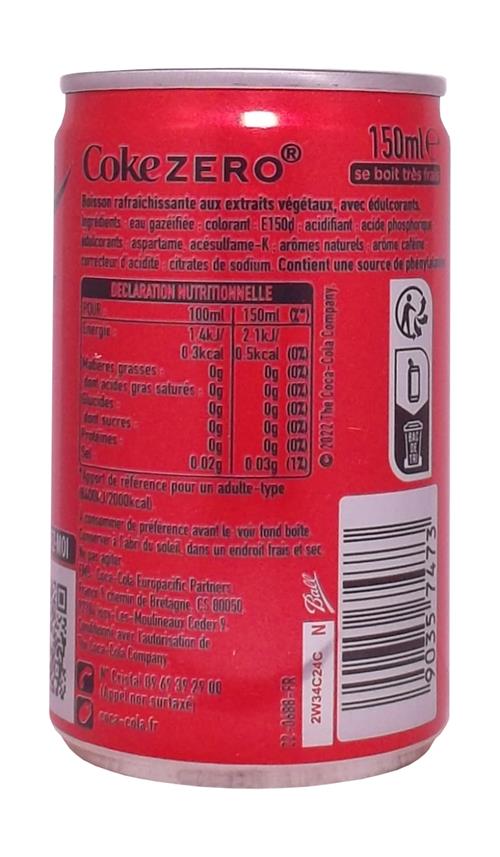 Coke ZERO®
150ml ℮
se boit très frais
Boisson rafraîchissante aux extraits végétaux, avec édulcorants.
Ingrédients : eau gazéifiée ; colorant : E150d ; acidifiant : acide phosphorique
édulcorants : aspartame, acésulfame-K ; arômes naturels ; arôme caféine ;
correcteur d'acidité : citrates de sodium. Contient une source de
DECLARATION NUTRITIONNELLE
POUR : 100ml 150ml (%*)
Énergie : 1.4kJ/ 2.1kJ/
0.3kcal 0.5kcal (0%)
Matières grasses : 0g 0g (0%)
dont acides gras saturés : 0g 0g (0%)
Glucides : 0g 0g (0%)
dont sucres : 0g 0g (0%)
Protéines : 0g 0g (0%)
Sel : 0.02g 0.03g (1%)
*Apport de référence pour un adulte-type
(8400kJ/2000kcal)
© 2022 The Coca-Cola Company.
BAC DE TRI
A consommer de préférence avant le : voir fond boîte
Conserver à l'abri du soleil, dans un endroit frais et sec.
Ne pas agiter.
Coca-Cola Europacific Partners
France, 9 chemin de Bretagne, CS 80050,
Issy-Les-Moulineaux Cedex 9-
Conditionné avec l'autorisation de
The Coca-Cola Company
N° Cristal 09 69 39 29 00
(Appel non surtaxé)
coca-cola.fr
-0688-FR
2W34C24C N
Ball
9035 7473